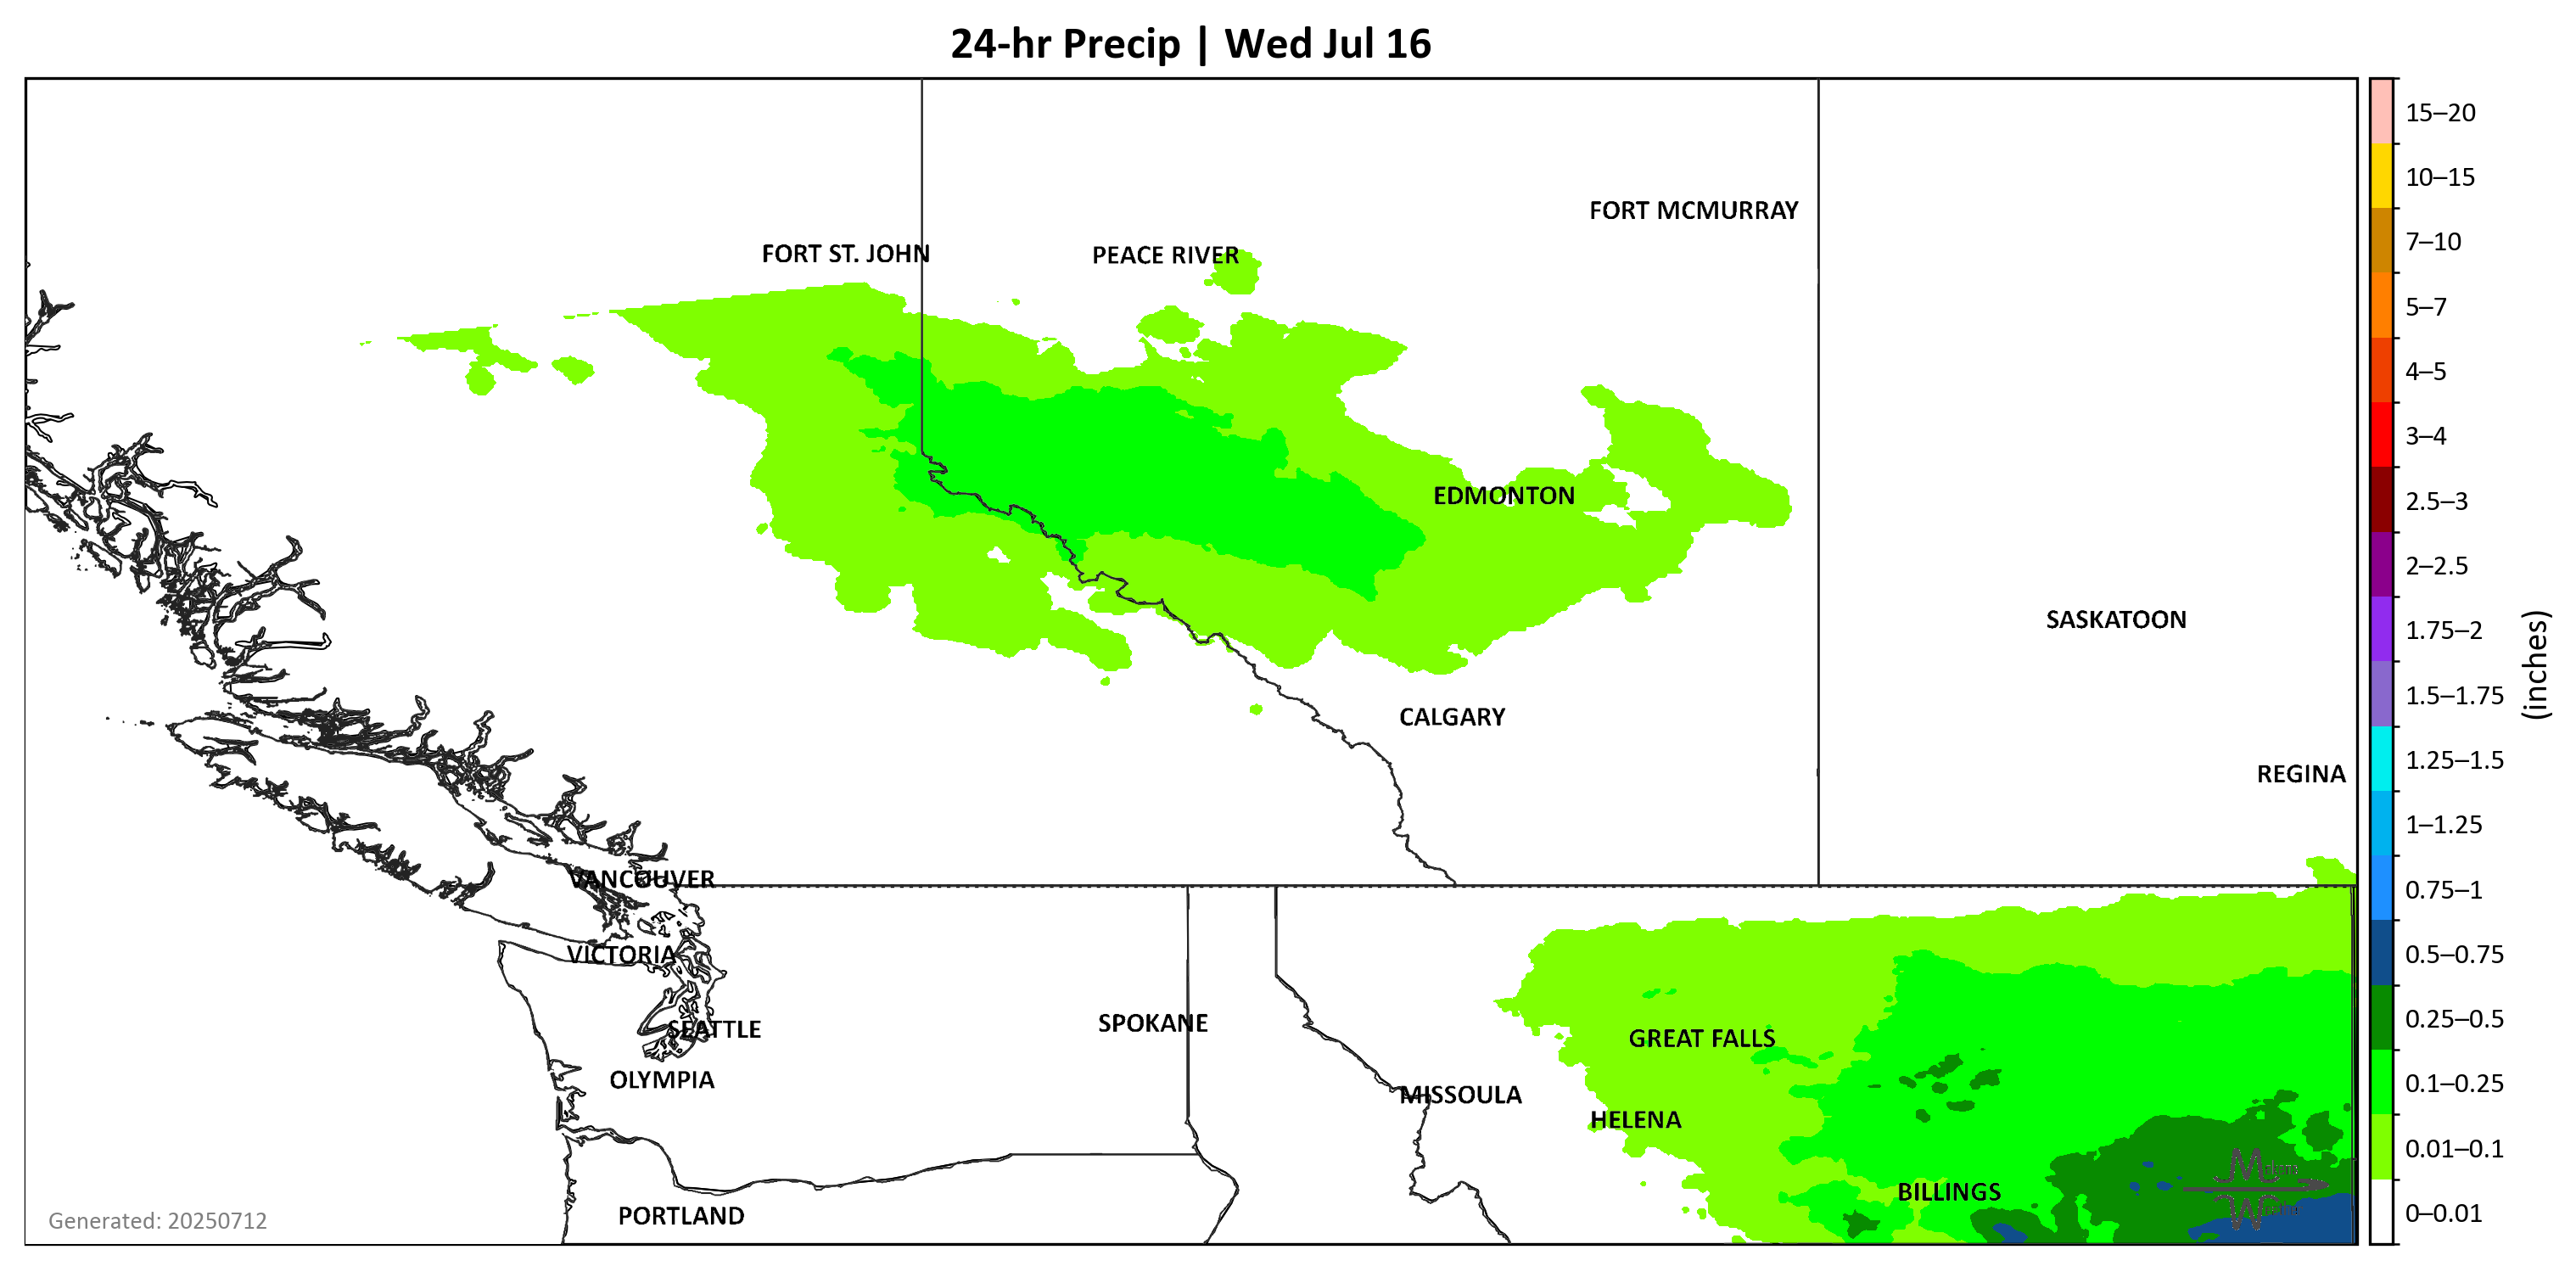 24-hr Precip | Wed Jul 16
FORT MCMURRAY
FORT ST. JOHN
PEACE RIVER
EDMONTON
SASKATOON
CALGARY
REGINA
VANCOUVER
VICTORIA
SPOKANE
SEATTLE
GREAT FALLS
OLYMPIA
MISSOULA
HELENA
BILLINGS
PORTLAND
Generated: 20250712
15–20
10–15
7–10
5–7
4–5
3–4
2.5–3
2–2.5
1.75–2
1.5–1.75
1.25–1.5
1–1.25
0.75–1
0.5–0.75
0.25–0.5
0.1–0.25
0.01–0.1
0–0.01
(inches)